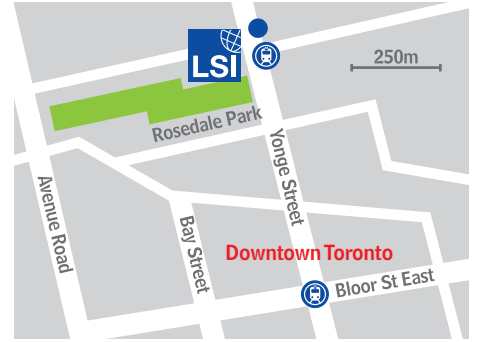 LSI
250m
Rosedale Park
Yonge Street
Avenue Road
Bay Street
Downtown Toronto
Bloor St East